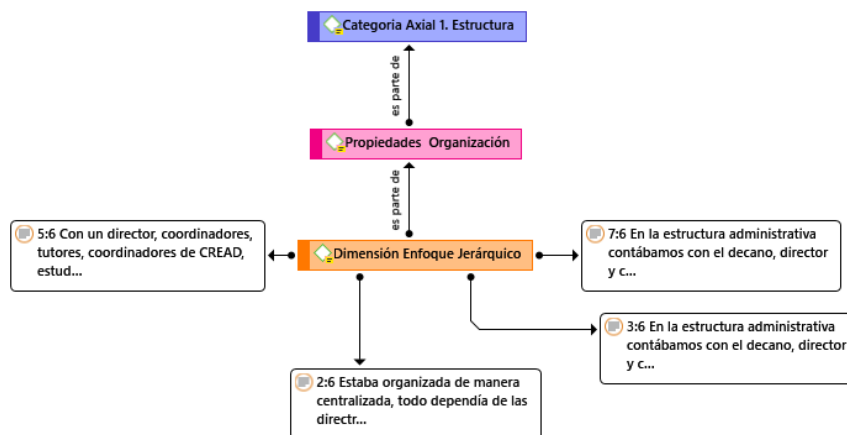 Categoria Axial 1. Estructura
es parte de
Propiedades Organización
es parte de
5:6 Con un director, coordinadores,
tutores, coordinadores de CREAD,
estud...
Dimensión Enfoque Jerárquico
7:6 En la estructura administrativa
contábamos con el decano, director
y c...
3:6 En la estructura administrativa
contábamos con el decano, director
y c...
2:6 Estaba organizada de manera
centralizada, todo dependía de las
directr...